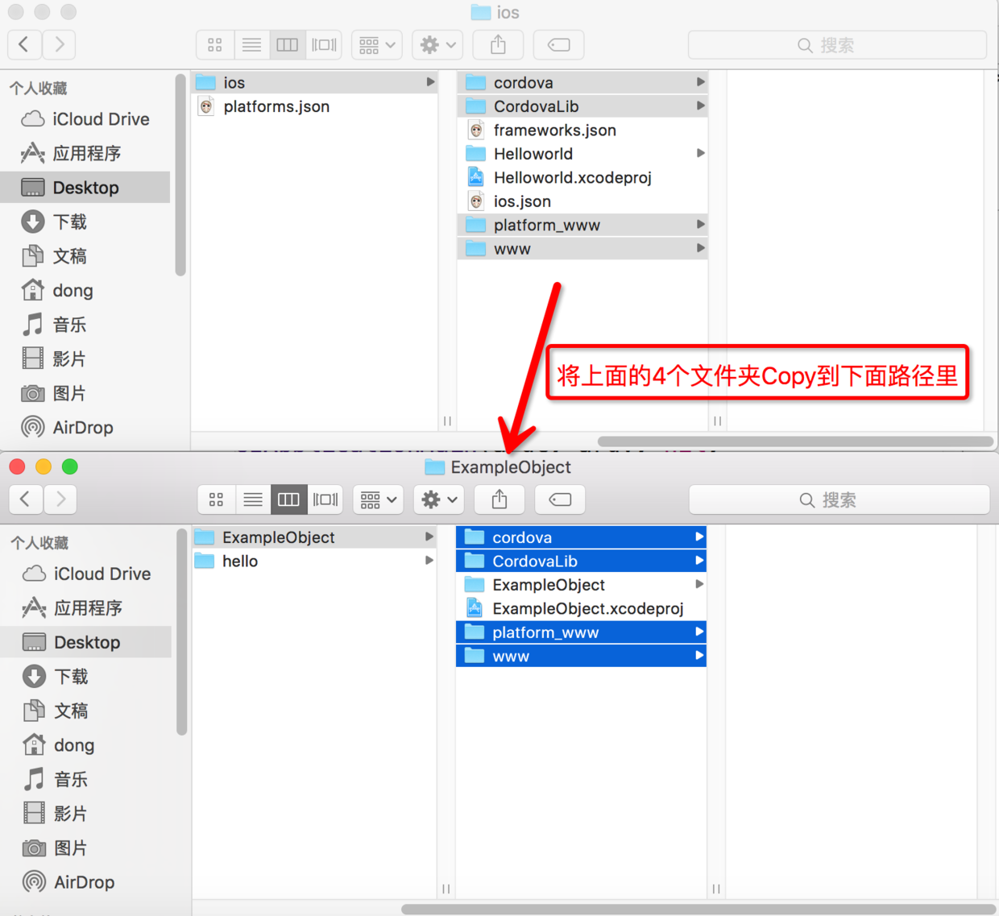 ios
搜索
个人收藏
iCloud Drive
应用程序
Desktop
下载
文稿
dong
音乐
影片
图片
AirDrop
ios
platforms.json
cordova
CordovaLib
frameworks.json
Helloworld
Helloworld.xcodeproj
ios.json
platform_www
www
将上面的4个文件夹Copy到下面路径里
ExampleObject
搜索
个人收藏
iCloud Drive
应用程序
Desktop
下载
文稿
dong
音乐
影片
图片
AirDrop
ExampleObject
hello
cordova
CordovaLib
ExampleObject
ExampleObject.xcodeproj
platform_www
www